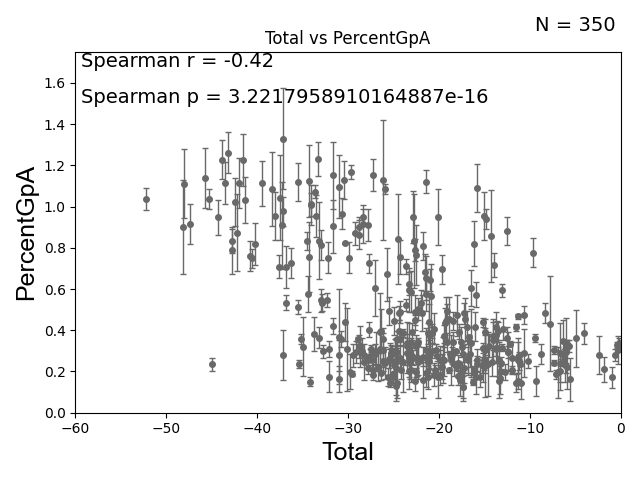 N = 350
Total vs PercentGpA
Spearman r = -0.42
Spearman p = 3.2217958910164887e-16
PercentGpA
1.6
1.4
1.2
1.0
0.8
0.6
0.4
0.2
0.0
−60 −50 −40 −30 −20 −10 0
Total